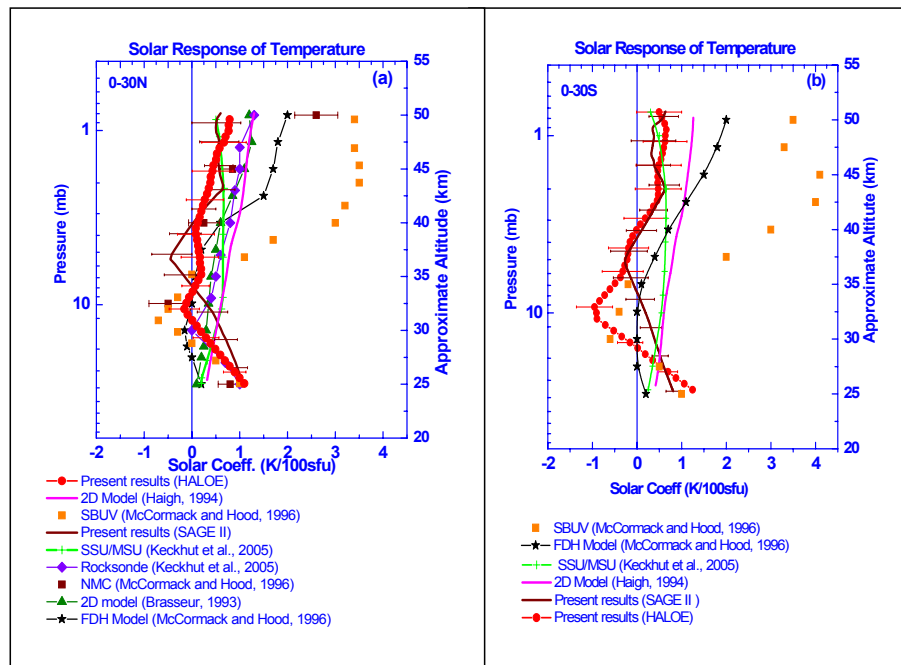 Solar Response of Temperature
(a)
0-30N
55
50
45
40
35
30
25
20
1
10
Pressure (mb)
Approximate Altitude (km)
-2 -1 0 1 2 3 4
Solar Coeff. (K/100sfu)
Present results (HALOE)
2D Model (Haigh, 1994)
SBUV (McCormack and Hood, 1996)
Present results (SAGE II)
SSU/MSU (Keckhut et al., 2005)
Rocksonde (Keckhut et al., 2005)
NMC (McCormack and Hood, 1996)
2D model (Brasseur, 1993)
FDH Model (McCormack and Hood, 1996)
Solar Response of Temperature
(b)
0-30S
55
50
45
40
35
30
25
20
1
10
Pressure (mb)
Approximate Altitute (km)
-2 -1 0 1 2 3 4
Solar Coeff (K/100sfu)
SBUV (McCormack and Hood, 1996)
FDH Model (McCormack and Hood, 1996)
SSU/MSU (Keckhut et al., 2005)
2D Model (Haigh, 1994)
Present results (SAGE II )
Present results (HALOE)